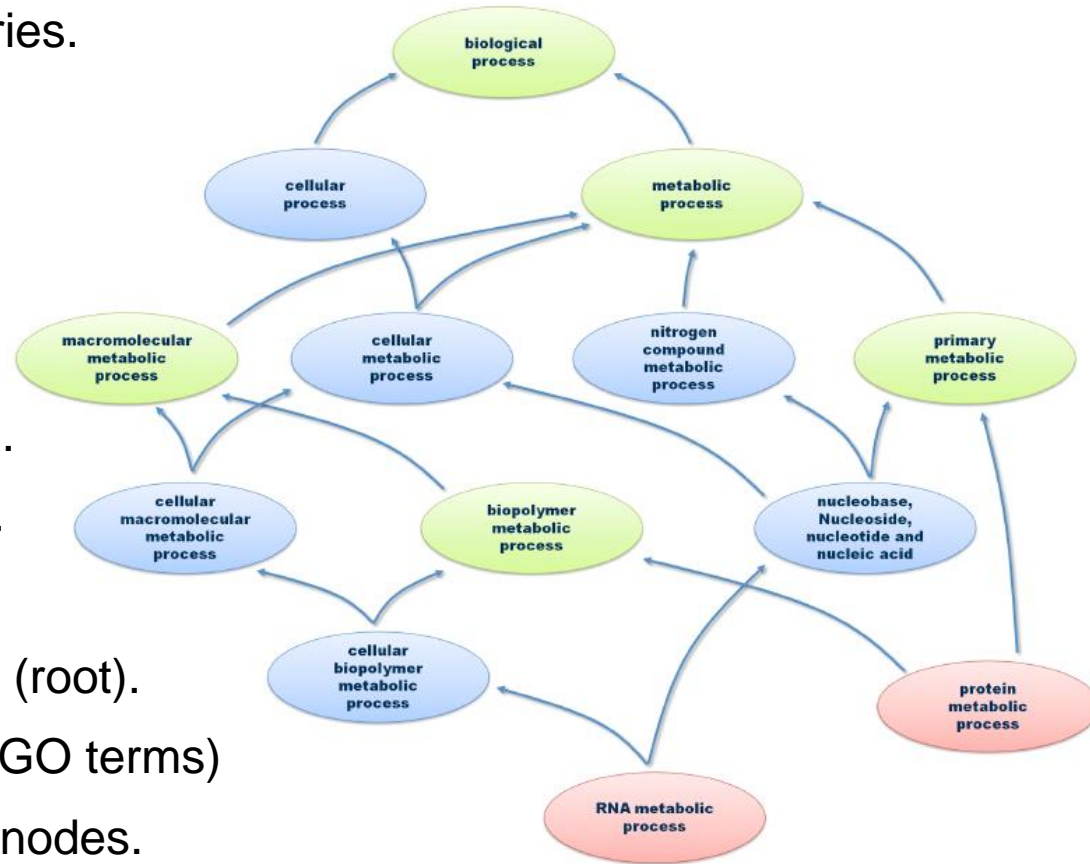 ries.
biological
process
cellular
process
metabolic
process
macromolecular
metabolic
process
cellular
metabolic
process
nitrogen
compound
metabolic
process
primary
metabolic
process
.
cellular
macromolecular
metabolic
process
biopolymer
metabolic
process
nucleobase,
Nucleoside,
nucleotide and
nucleic acid
.
cellular
biopolymer
metabolic
process
(root).
protein
metabolic
process
GO terms)
RNA metabolic
process
nodes.